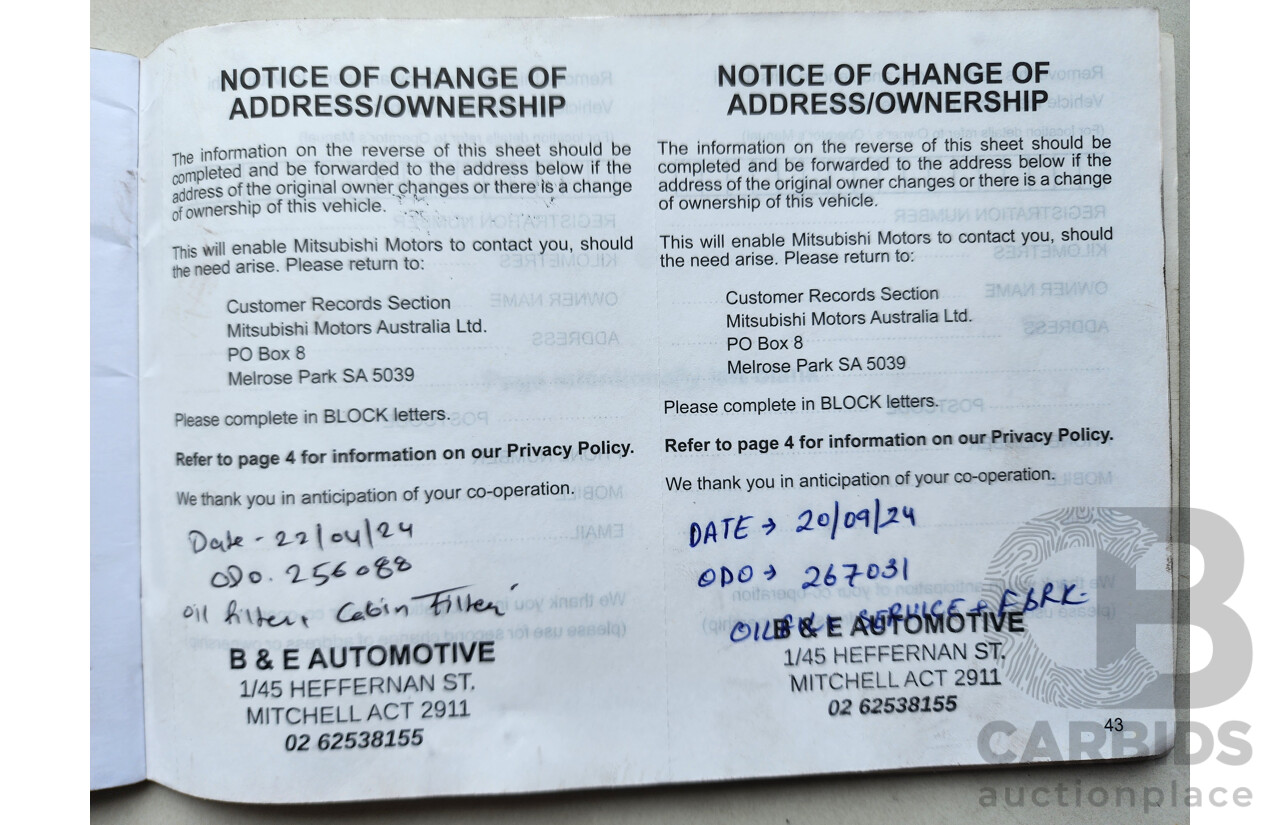 NOTICE OF CHANGE OF
ADDRESS/OWNERSHIP
The information on the reverse of this sheet should be
completed and be forwarded to the address below if the
address of the original owner changes or there is a change
of ownership of this vehicle.
This will enable Mitsubishi Motors to contact you, should
the need arise. Please return to:
Customer Records Section
Mitsubishi Motors Australia Ltd.
PO Box 8
Melrose Park SA 5039
Please complete in BLOCK letters.
Refer to page 4 for information on our Privacy Policy.
We thank you in anticipation of your co-operation.
Date - 22/04/24
ODO. 256088
oil filter, Cabin Filter
B & E AUTOMOTIVE
1/45 HEFFERNAN ST.
MITCHELL ACT 2911
02 62538155
NOTICE OF CHANGE OF
ADDRESS/OWNERSHIP
The information on the reverse of this sheet should be
completed and be forwarded to the address below if the
address of the original owner changes or there is a change
of ownership of this vehicle.
This will enable Mitsubishi Motors to contact you, should
the need arise. Please return to:
Customer Records Section
Mitsubishi Motors Australia Ltd.
PO Box 8
Melrose Park SA 5039
Please complete in BLOCK letters.
Refer to page 4 for information on our Privacy Policy.
We thank you in anticipation of your co-operation.
DATE → 20/09/24
ODO → 267031
OIL SERVICE +
B & E AUTOMOTIVE
1/45 HEFFERNAN ST.
MITCHELL ACT 2911
02 62538155
43
CARBIDS
auctionplace